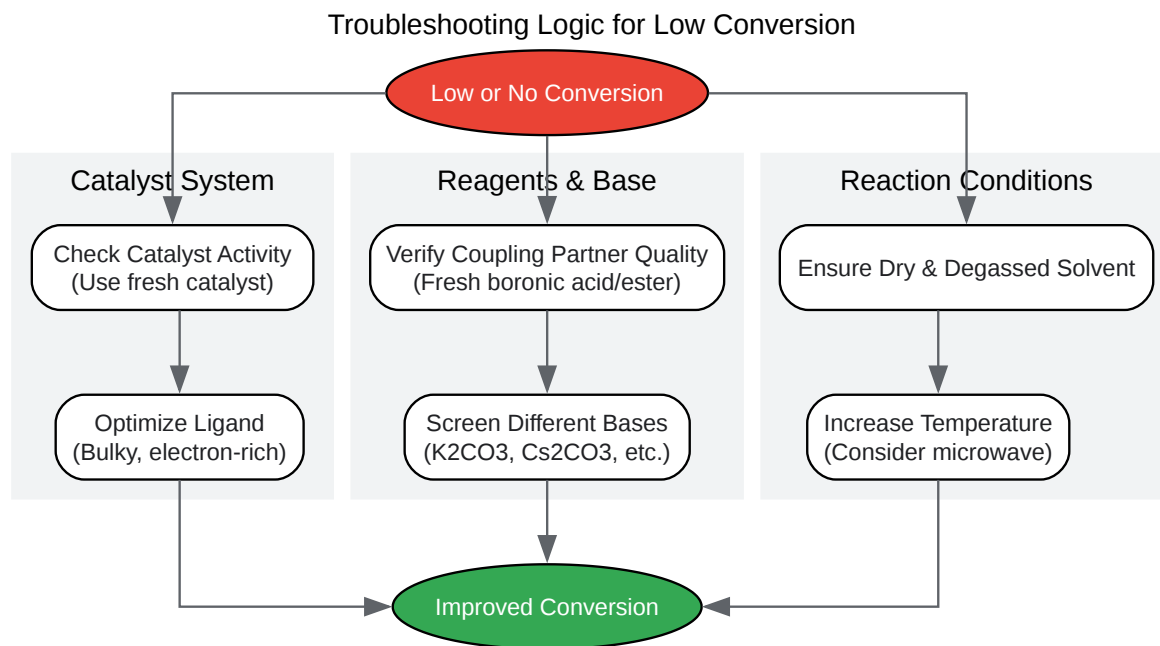 Troubleshooting Logic for Low Conversion
Low or No Conversion
Catalyst System
Check Catalyst Activity
(Use fresh catalyst)
Optimize Ligand
(Bulky, electron-rich)
Reagents & Base
Verify Coupling Partner Quality
(Fresh boronic acid/ester)
Screen Different Bases
(K2CO3, Cs2CO3, etc.)
Reaction Conditions
Ensure Dry & Degassed Solvent
Increase Temperature
(Consider microwave)
Improved Conversion